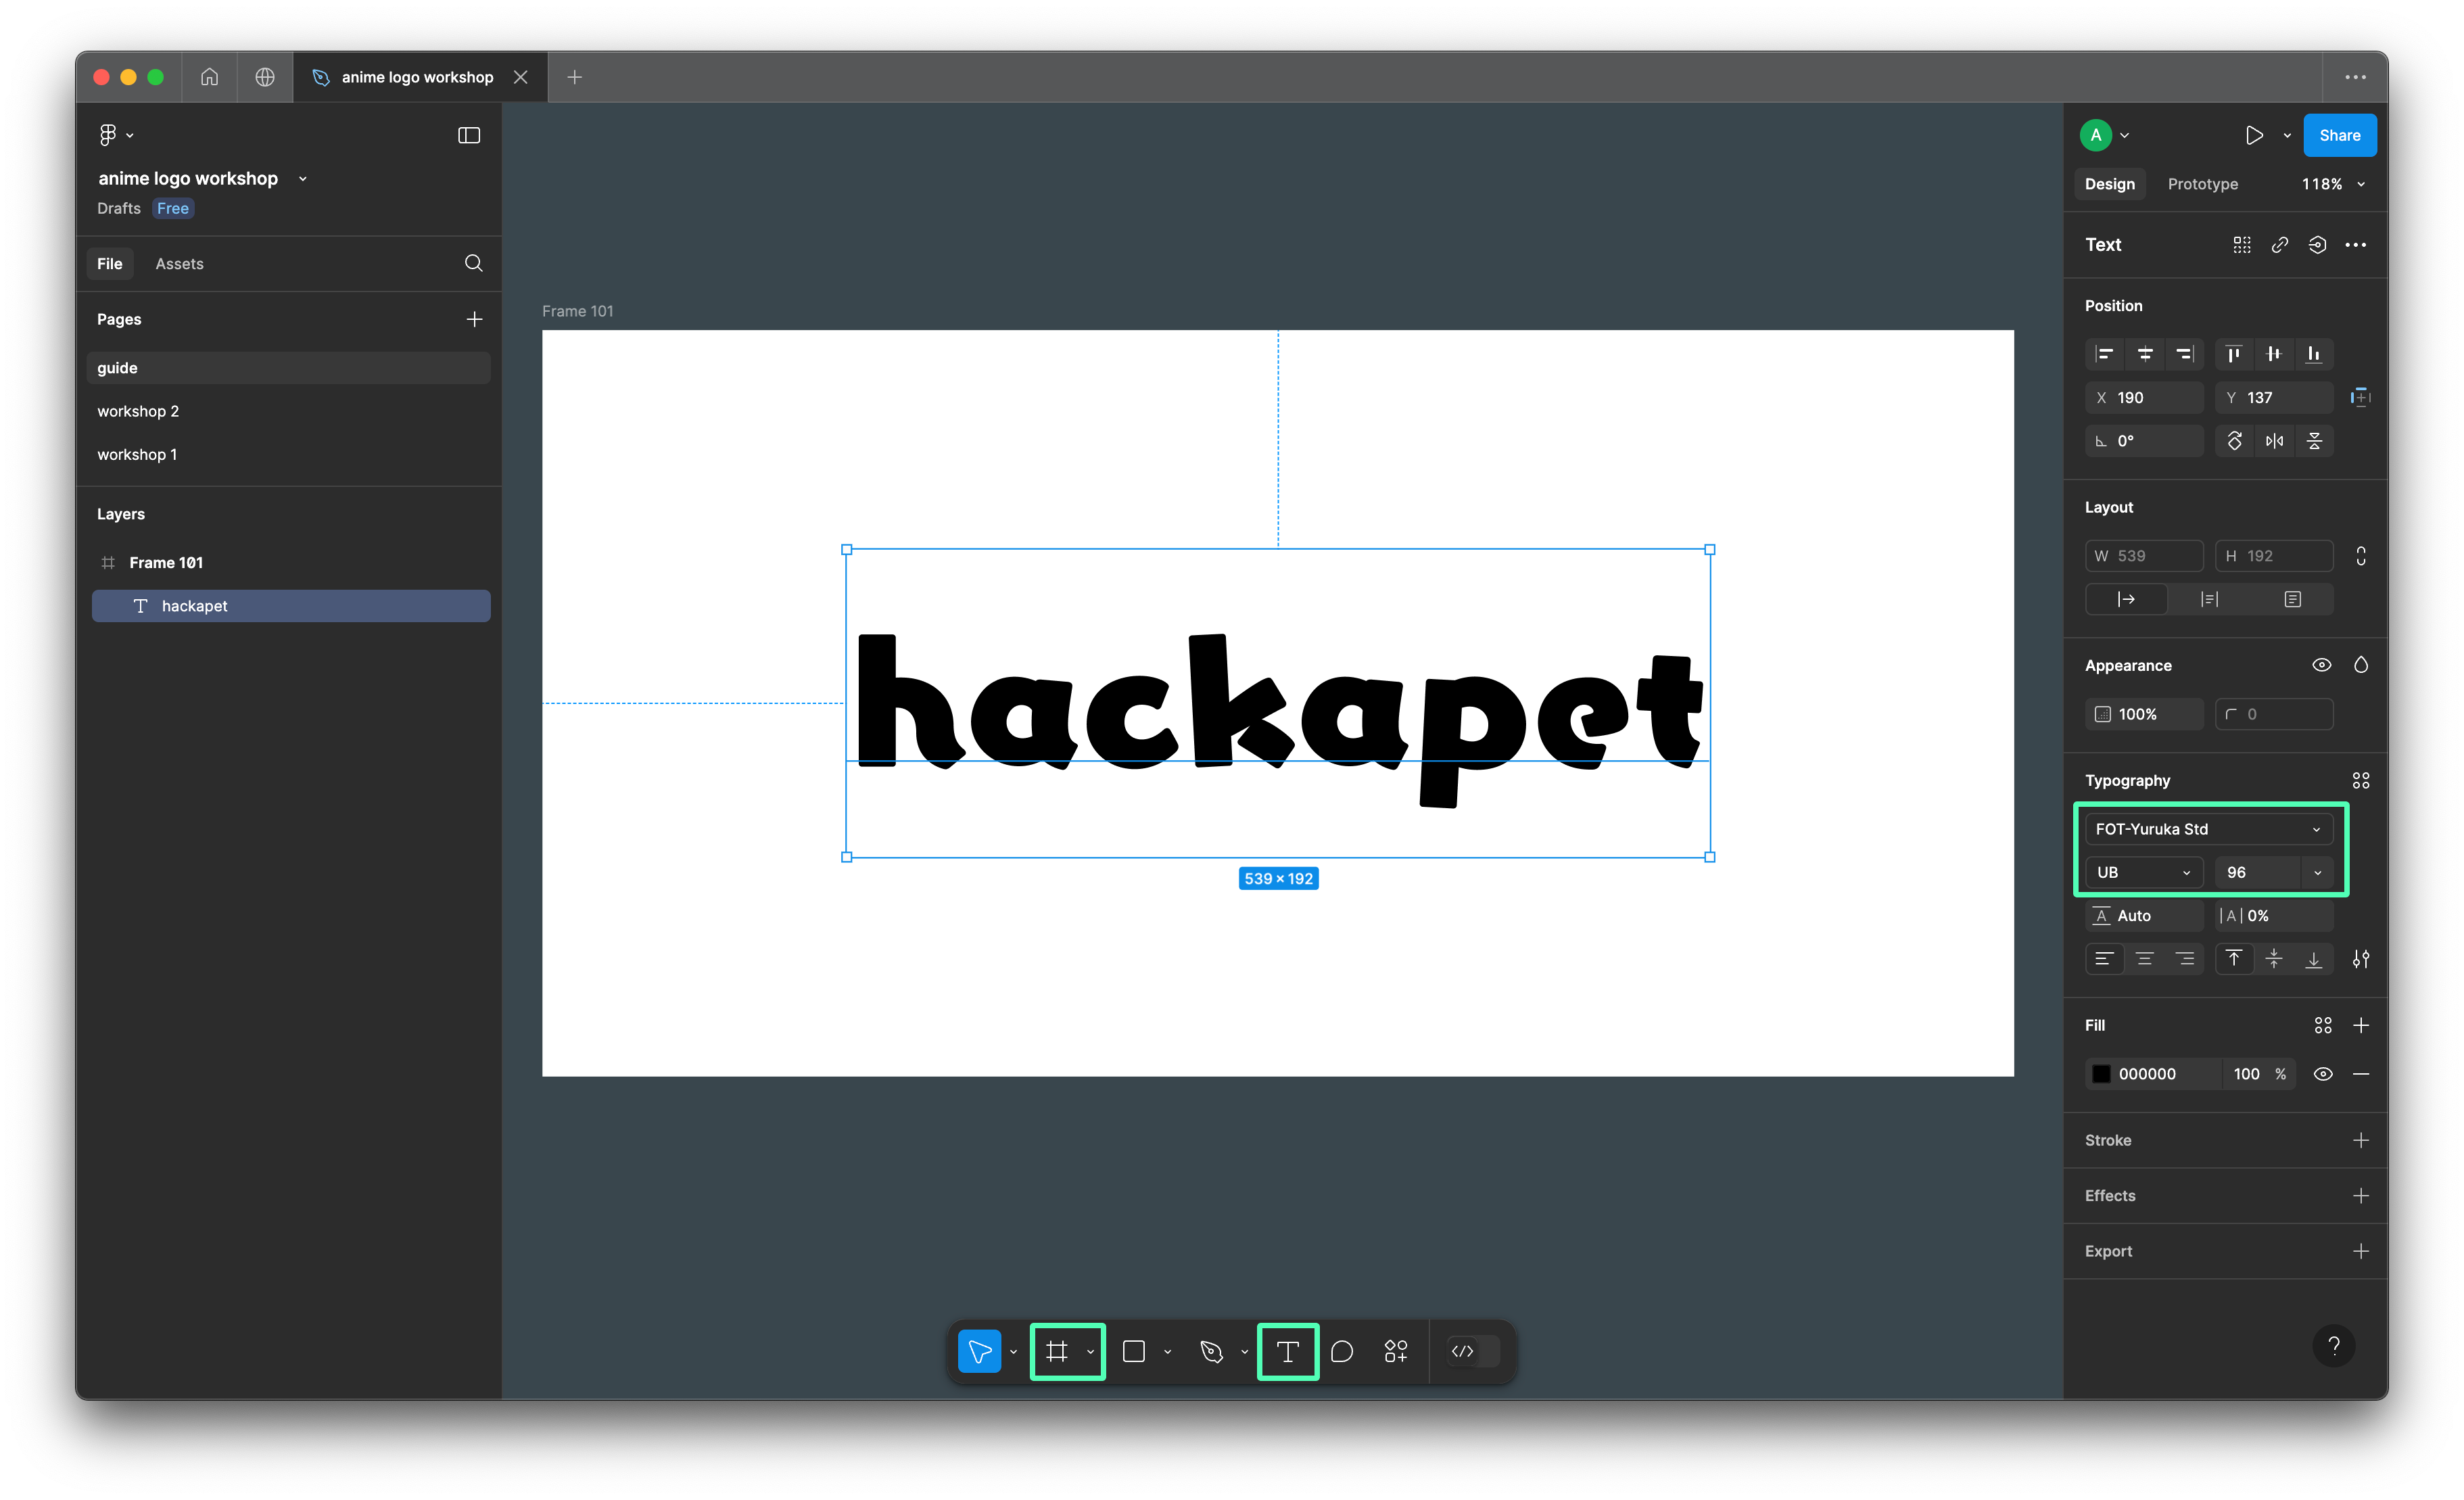 anime logo workshop
anime logo workshop
Drafts Free
File Assets
Pages
guide
workshop 2
workshop 1
Layers
Frame 101
hackapet
Frame 101
hackapet
539 × 192
A
Share
Design Prototype 118%
Text
Position
X 190 Y 137
0°
Layout
W 539 H 192
Appearance
100% 0
Typography
FOT-Yuruka Std
UB 96
A Auto |A| 0%
Fill
000000 100 %
Stroke
Effects
Export
T
</>
?